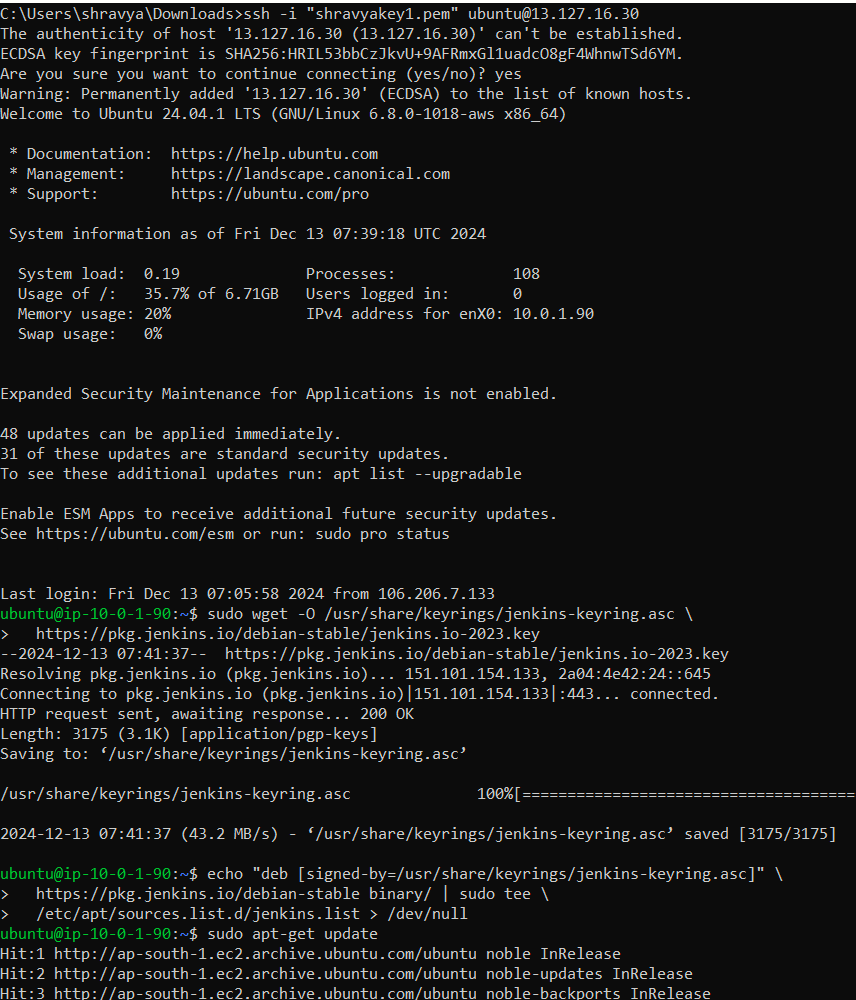 C:\Users\shravya\Downloads>ssh -i "shravyakey1.pem" ubuntu@13.127.16.30
The authenticity of host '13.127.16.30 (13.127.16.30)' can't be established.
ECDSA key fingerprint is SHA256:HRIL53bbCzJkvU+9AFRmxGl1uadcO8gF4WhnwTSd6YM.
Are you sure you want to continue connecting (yes/no)? yes
Warning: Permanently added '13.127.16.30' (ECDSA) to the list of known hosts.
Welcome to Ubuntu 24.04.1 LTS (GNU/Linux 6.8.0-1018-aws x86_64)
* Documentation:  https://help.ubuntu.com
* Management:     https://landscape.canonical.com
* Support:        https://ubuntu.com/pro
System information as of Fri Dec 13 07:39:18 UTC 2024
System load:  0.19              Processes:             108
Usage of /:   35.7% of 6.71GB   Users logged in:       0
Memory usage: 20%               IPv4 address for enX0: 10.0.1.90
Swap usage:   0%
Expanded Security Maintenance for Applications is not enabled.
48 updates can be applied immediately.
31 of these updates are standard security updates.
To see these additional updates run: apt list --upgradable
Enable ESM Apps to receive additional future security updates.
See https://ubuntu.com/esm or run: sudo pro status
Last login: Fri Dec 13 07:05:58 2024 from 106.206.7.133
ubuntu@ip-10-0-1-90:~$ sudo wget -O /usr/share/keyrings/jenkins-keyring.asc \
>   https://pkg.jenkins.io/debian-stable/jenkins.io-2023.key
--2024-12-13 07:41:37--  https://pkg.jenkins.io/debian-stable/jenkins.io-2023.key
Resolving pkg.jenkins.io (pkg.jenkins.io)... 151.101.154.133, 2a04:4e42:24::645
Connecting to pkg.jenkins.io (pkg.jenkins.io)|151.101.154.133|:443... connected.
HTTP request sent, awaiting response... 200 OK
Length: 3175 (3.1K) [application/pgp-keys]
Saving to: ‘/usr/share/keyrings/jenkins-keyring.asc’
/usr/share/keyrings/jenkins-keyring.asc              100%[=====================================
2024-12-13 07:41:37 (43.2 MB/s) - ‘/usr/share/keyrings/jenkins-keyring.asc’ saved [3175/3175]
ubuntu@ip-10-0-1-90:~$ echo "deb [signed-by=/usr/share/keyrings/jenkins-keyring.asc]" \
>   https://pkg.jenkins.io/debian-stable binary/ | sudo tee \
>   /etc/apt/sources.list.d/jenkins.list > /dev/null
ubuntu@ip-10-0-1-90:~$ sudo apt-get update
Hit:1 http://ap-south-1.ec2.archive.ubuntu.com/ubuntu noble InRelease
Hit:2 http://ap-south-1.ec2.archive.ubuntu.com/ubuntu noble-updates InRelease
Hit:3 http://ap-south-1.ec2.archive.ubuntu.com/ubuntu noble-backports InRelease